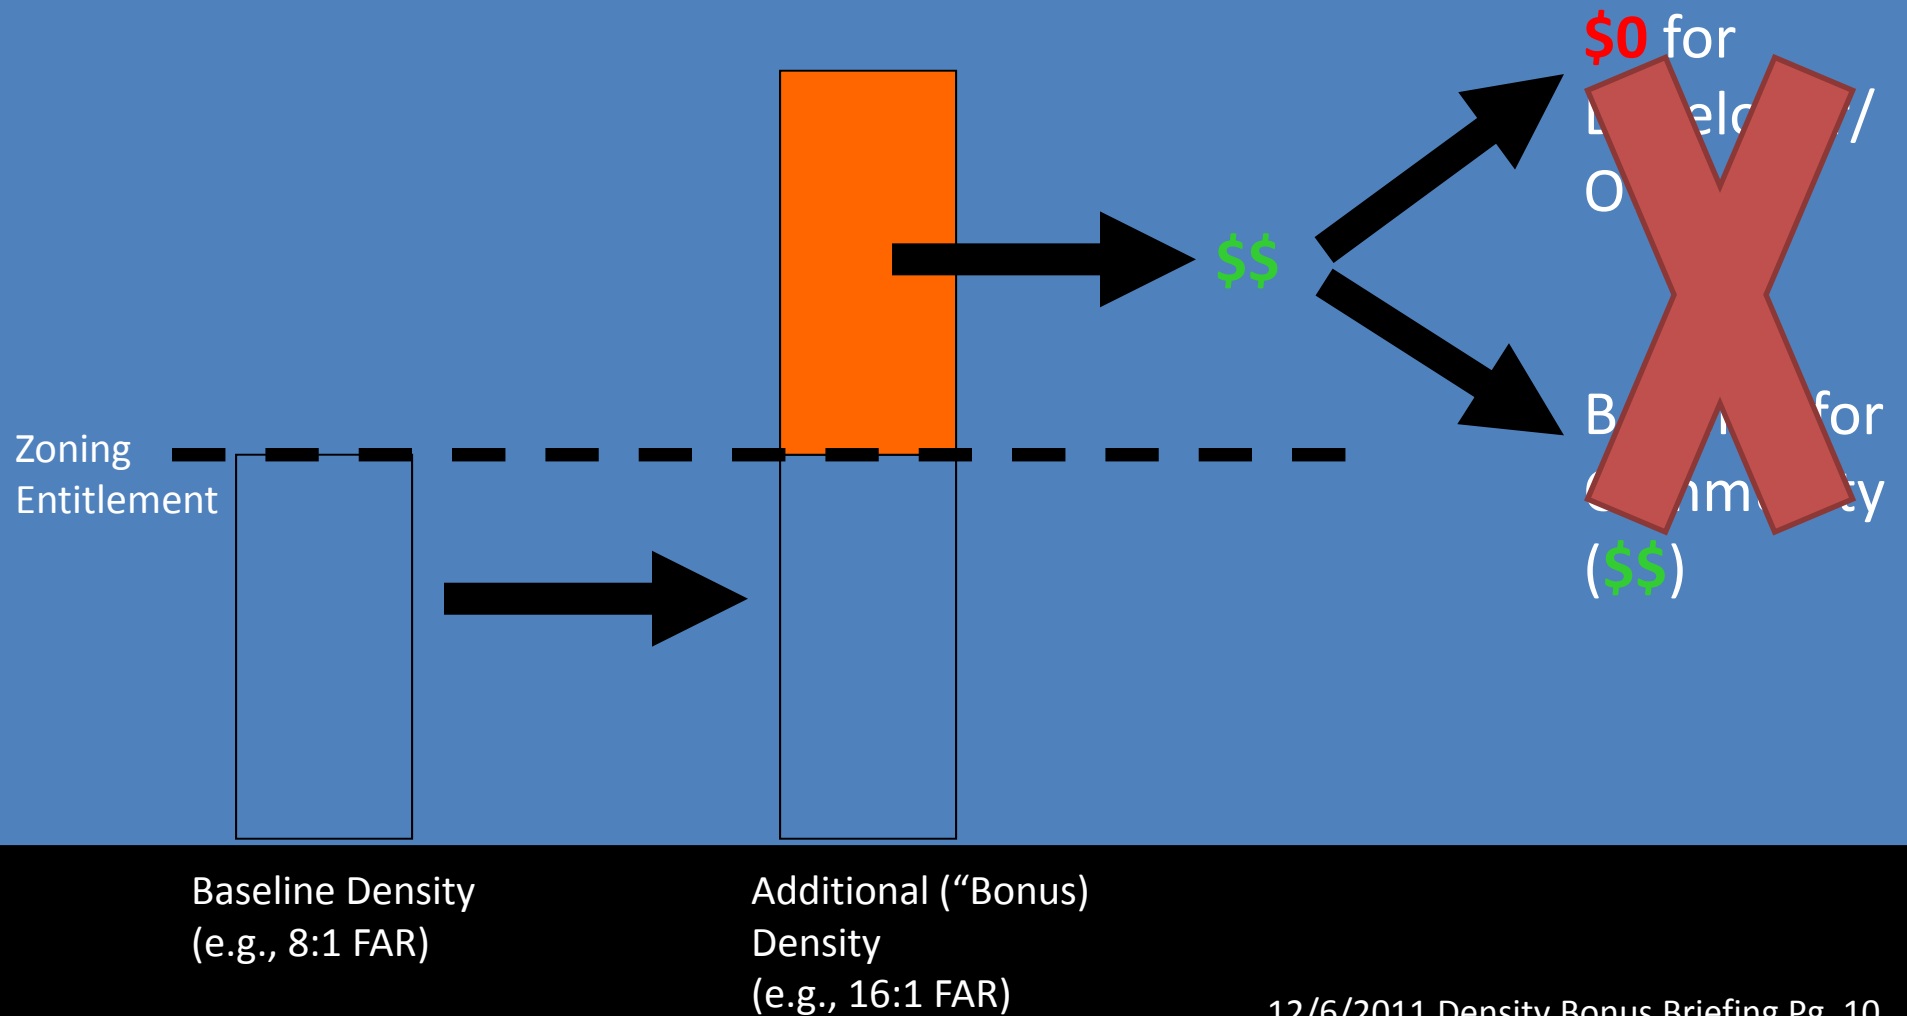 $0 for
/
Zoning
Entitlement
$$
for
($$)
Baseline Density
(e.g., 8:1 FAR)
Additional (“Bonus)
Density
(e.g., 16:1 FAR)
12/6/2011 Density Bonus Briefing Pg. 10